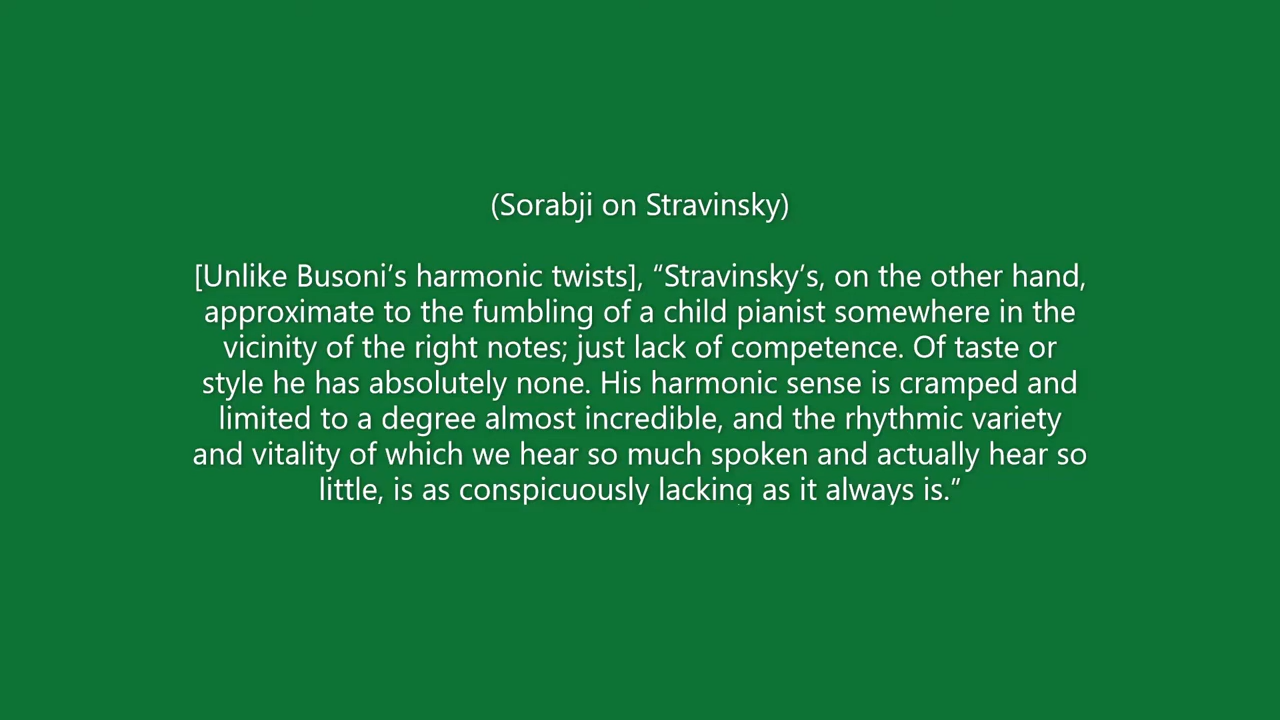 (Sorabji on Stravinsky)
[Unlike Busoni’s harmonic twists], “Stravinsky‘s, on the other hand,
approximate to the fumbling of a child pianist somewhere in the
vicinity of the right notes; just lack of competence. Of taste or
style he has absolutely none. His harmonic sense is cramped and
limited to a degree almost incredible, and the rhythmic variety
and vitality of which we hear so much spoken and actually hear so
little, is as conspicuously lacking as it always is.”